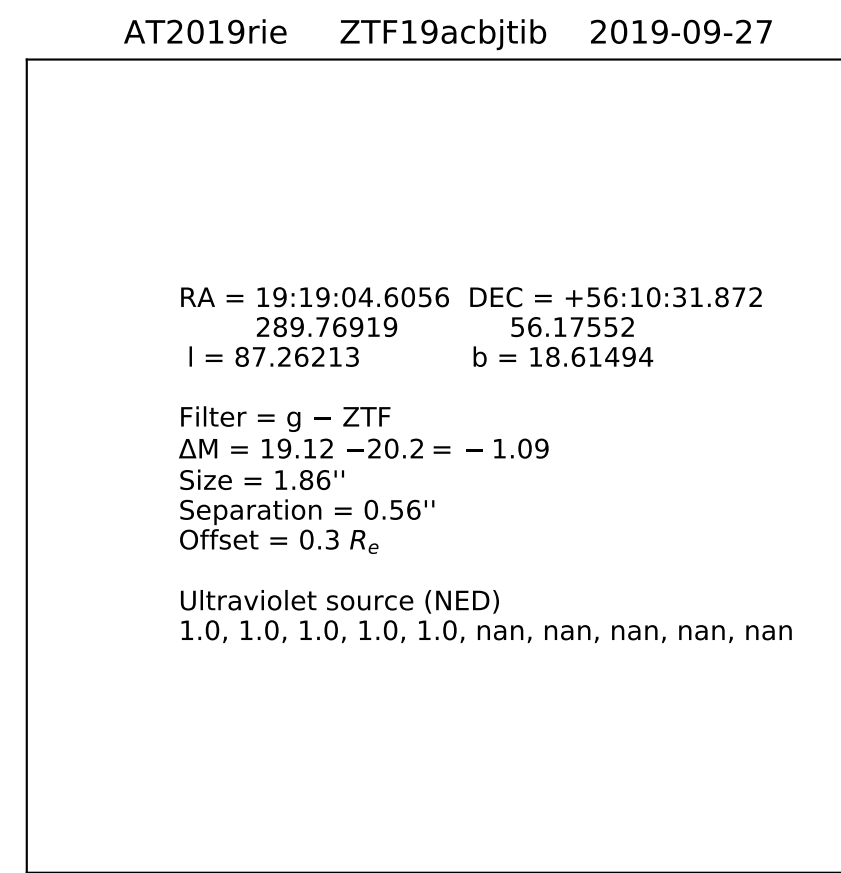 AT2019rie ZTF19acbjtib 2019-09-27
RA = 19:19:04.6056 DEC = +56:10:31.872
289.76919 56.17552
l = 87.26213 b = 18.61494
Filter = g − ZTF
ΔM = 19.12 −20.2 = − 1.09
Size = 1.86''
Separation = 0.56''
Offset = 0.3 Rₑ
Ultraviolet source (NED)
1.0, 1.0, 1.0, 1.0, 1.0, nan, nan, nan, nan, nan